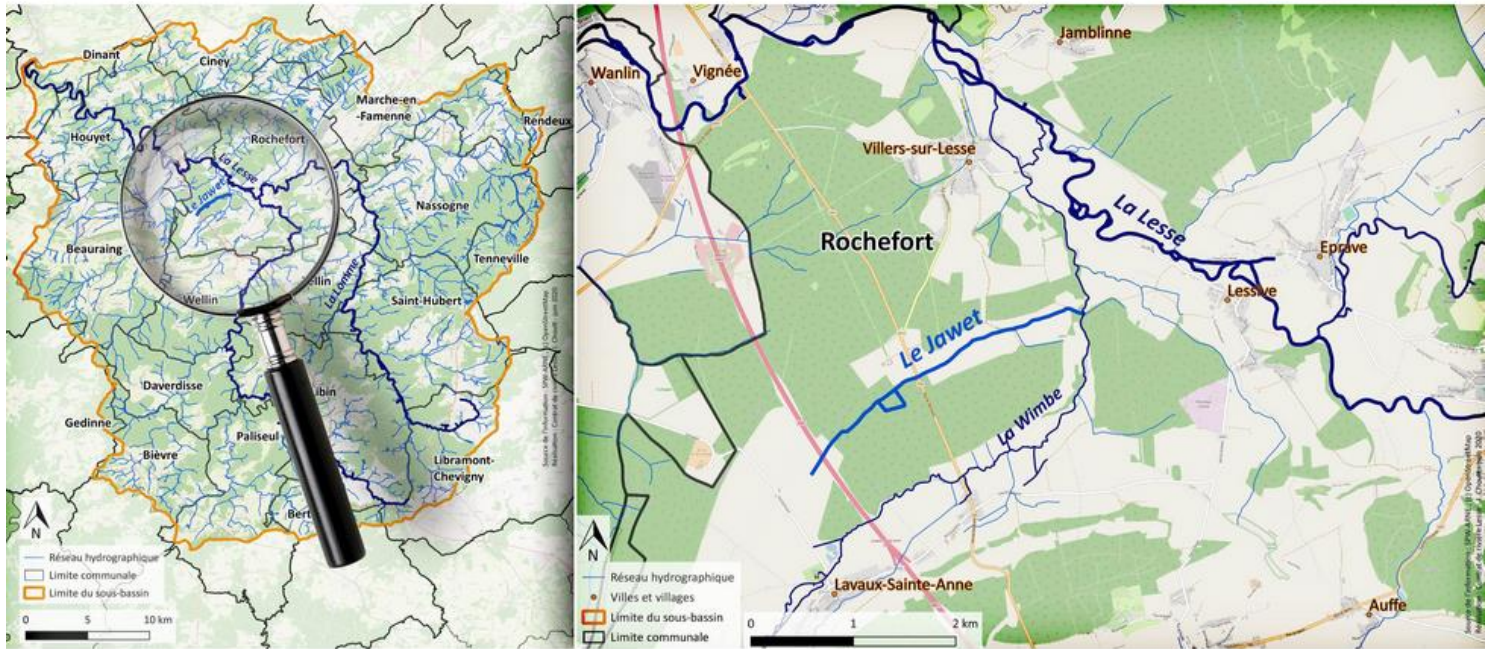 Dinant
Ciney
Marche-en
-Famenne
Rendeux
Houyet
Rochefort
La Lesse
Le Jawet
Nassogne
Beauraing
Tenneville
Wellin
La Lomme
Saint-Hubert
Daverdisse
Gedinne
Paliseul
Bièvre
Libramont-
Chevigny
N
Réseau hydrographique
Limite communale
Limite du sous-bassin
0 5 10 km
Jamblinne
Wanlin
Vignée
Villers-sur-Lesse
La Lesse
Rochefort
Eprave
Lessive
Le Jawet
La Wimbe
Lavaux-Sainte-Anne
Auffe
N
Réseau hydrographique
Villes et villages
Limite du sous-bassin
Limite communale
0 1 2 km